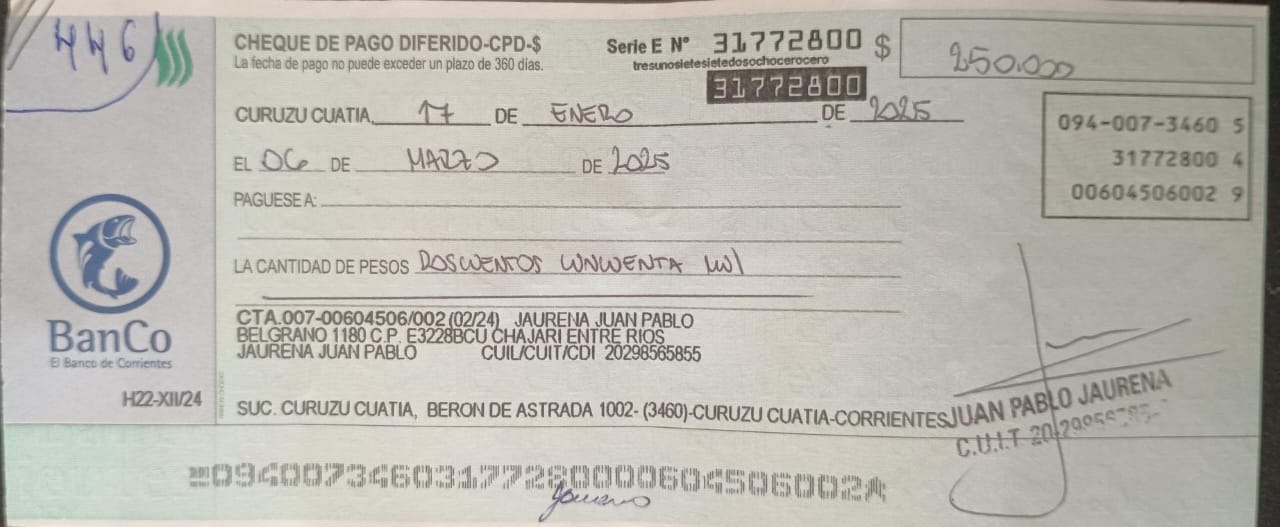 446
CHEQUE DE PAGO DIFERIDO-CPD-$
La fecha de pago no puede exceder un plazo de 360 días.
Serie E Nº 31772800
tresunosietesietedosochocerocero
31772800
$ 250.000
CURUZU CUATIA, 17 DE ENERO DE 2025
094-007-3460 5
31772800 4
00604506002 9
EL 06 DE MARZO DE 2025
PAGUESE A:
LA CANTIDAD DE PESOS DOSCIENTOS CINCUENTA MIL
CTA.007-00604506/002 (02/24) JAURENA JUAN PABLO
BELGRANO 1180 C.P. E3228BCU CHAJARI ENTRE RIOS
JAURENA JUAN PABLO CUIL/CUIT/CDI 20298565855
BanCo
El Banco de Corrientes
H22-XII/24
SUC. CURUZU CUATIA, BERON DE ASTRADA 1002- (3460)-CURUZU CUATIA-CORRIENTES
JUAN PABLO JAURENA
C.U.I.T.
09400734603177280000604506002